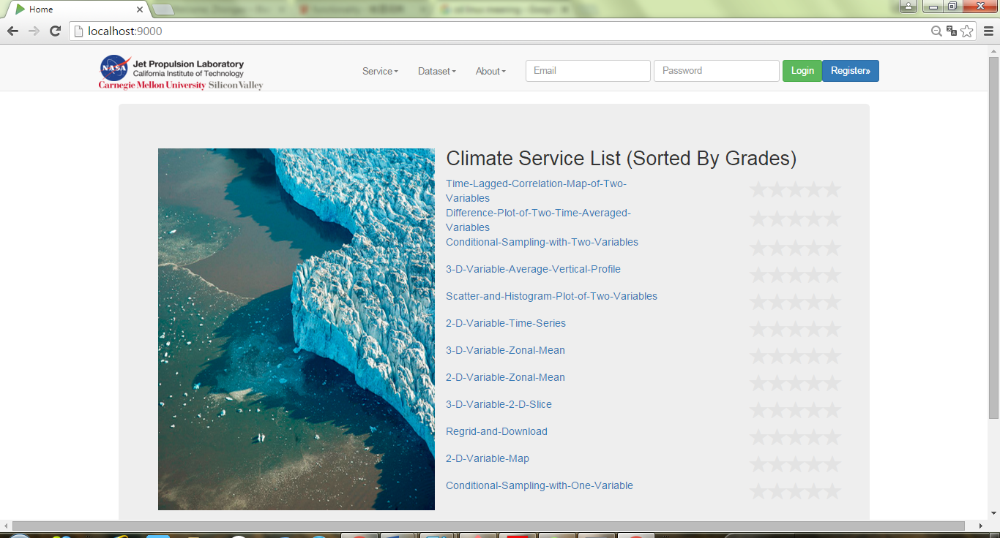 Home
localhost:9000
NASA
Jet Propulsion Laboratory
California Institute of Technology
Carnegie Mellon University Silicon Valley
Service
Dataset
About
Email
Password
Login
Register»
Climate Service List (Sorted By Grades)
Time-Lagged-Correlation-Map-of-Two-
Variables
Difference-Plot-of-Two-Time-Averaged-
Variables
Conditional-Sampling-with-Two-Variables
3-D-Variable-Average-Vertical-Profile
Scatter-and-Histogram-Plot-of-Two-Variables
2-D-Variable-Time-Series
3-D-Variable-Zonal-Mean
2-D-Variable-Zonal-Mean
3-D-Variable-2-D-Slice
Regrid-and-Download
2-D-Variable-Map
Conditional-Sampling-with-One-Variable